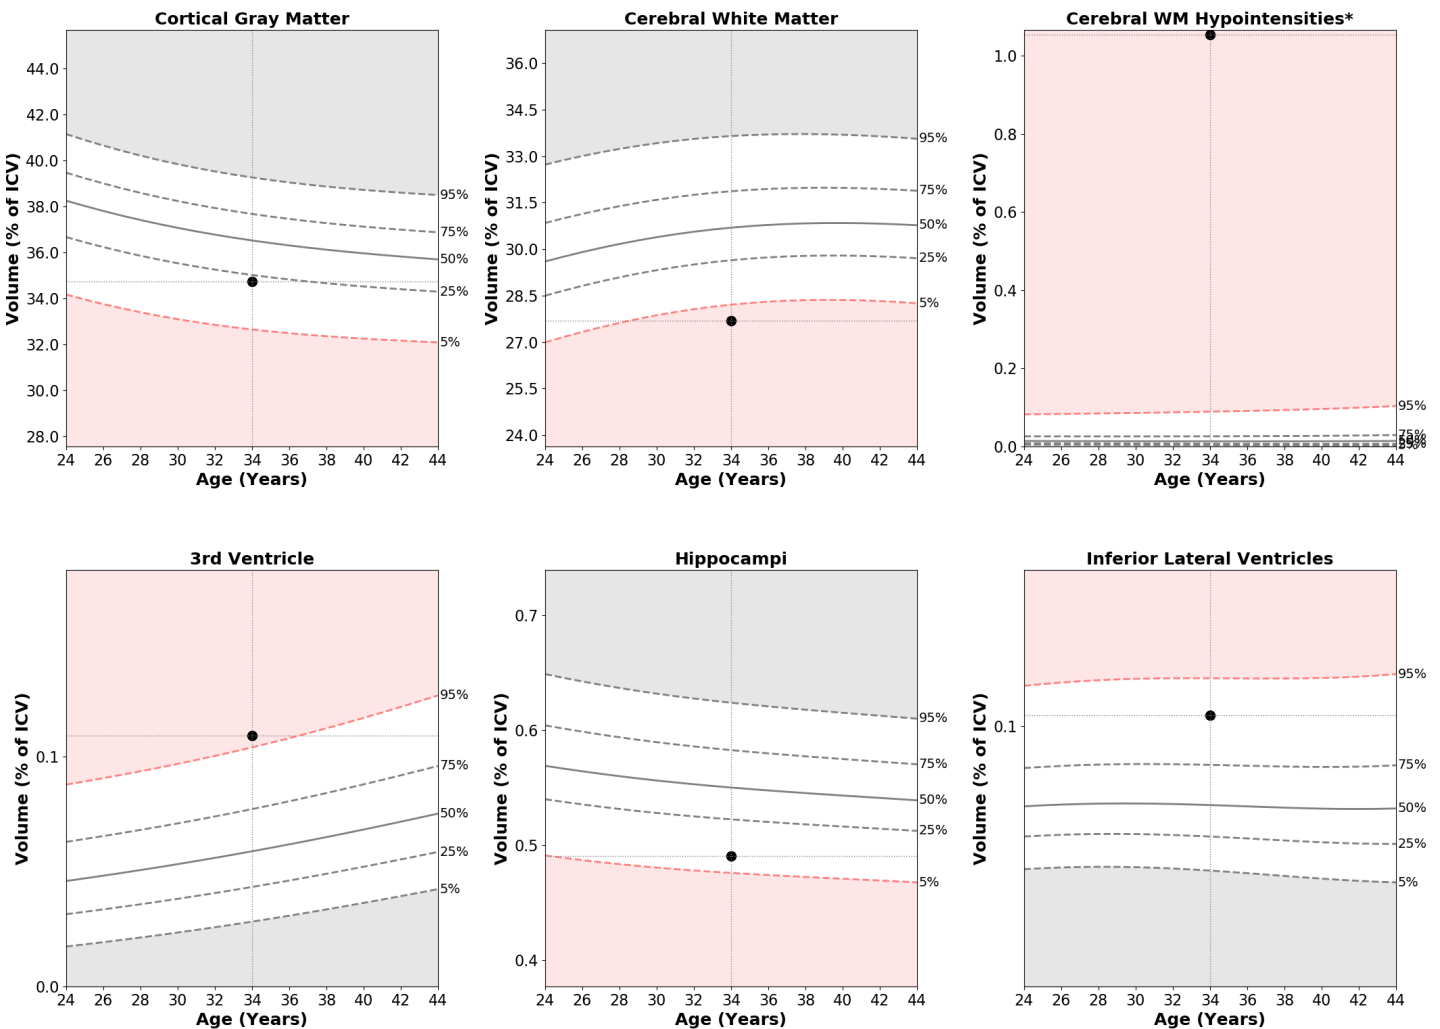 Cortical Gray Matter
Volume (% of ICV)
44.0
42.0
40.0
38.0
36.0
34.0
32.0
30.0
28.0
95%
75%
50%
25%
5%
24 26 28 30 32 34 36 38 40 42 44
Age (Years)
Cerebral White Matter
Volume (% of ICV)
36.0
34.5
33.0
31.5
30.0
28.5
27.0
25.5
24.0
95%
75%
50%
25%
5%
24 26 28 30 32 34 36 38 40 42 44
Age (Years)
Cerebral WM Hypointensities*
Volume (% of ICV)
1.0
0.8
0.6
0.4
0.2
0.0
95%
75%
24 26 28 30 32 34 36 38 40 42 44
Age (Years)
3rd Ventricle
Volume (% of ICV)
0.1
0.0
95%
75%
50%
25%
5%
24 26 28 30 32 34 36 38 40 42 44
Age (Years)
Hippocampi
Volume (% of ICV)
0.7
0.6
0.5
0.4
95%
75%
50%
25%
5%
24 26 28 30 32 34 36 38 40 42 44
Age (Years)
Inferior Lateral Ventricles
Volume (% of ICV)
0.1
95%
75%
50%
25%
5%
24 26 28 30 32 34 36 38 40 42 44
Age (Years)